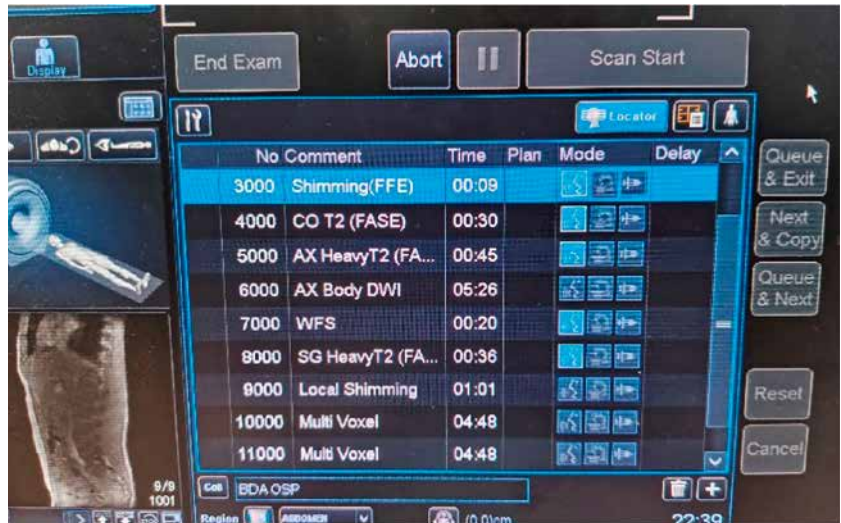 End Exam
Abort
Scan Start
Display
Locator
No Comment Time Plan Mode Delay
3000 Shimming(FFE) 00:09
4000 CO T2 (FASE) 00:30
5000 AX HeavyT2 (FA... 00:45
6000 AX Body DWI 05:26
7000 WFS 00:20
8000 SG HeavyT2 (FA... 00:36
9000 Local Shimming 01:01
10000 Multi Voxel 04:48
11000 Multi Voxel 04:48
Queue
& Exit
Next
& Copy
Queue
& Next
Reset
Cancel
9/9
1001
Coil BDA OSP
Region ABDOMEN (0.0)cm 22:39